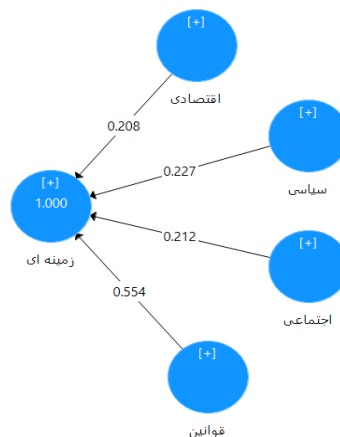 [+]
اقتصادی
0.208
[+]
0.227
سیاسی
[+]
1.000
زمینه ای
0.212
[+]
اجتماعی
0.554
[+]
قوانین